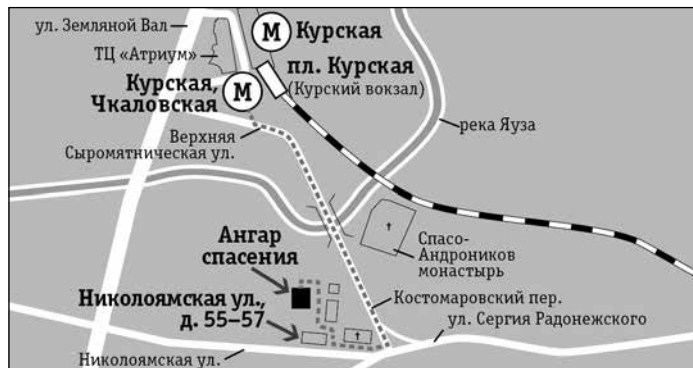 ул. Земляной Вал
ТЦ «Атриум»
М
Курская
пл. Курская
(Курский вокзал)
Курская,
Чкаловская
М
Верхняя
Сыромятническая ул.
река Яуза
Ангар
спасения
Спасо-
Андроников
монастырь
Николоямская ул.,
д. 55–57
Костомаровский пер.
ул. Сергия Радонежского
Николоямская ул.